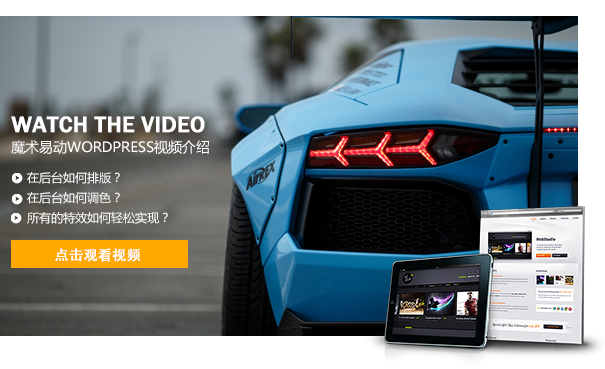 WATCH THE VIDEO
魔术易动WORDPRESS视频介绍
在后台如何排版？
在后台如何调色？
所有的特效如何轻松实现？
点击观看视频
AIREX
WebStudio